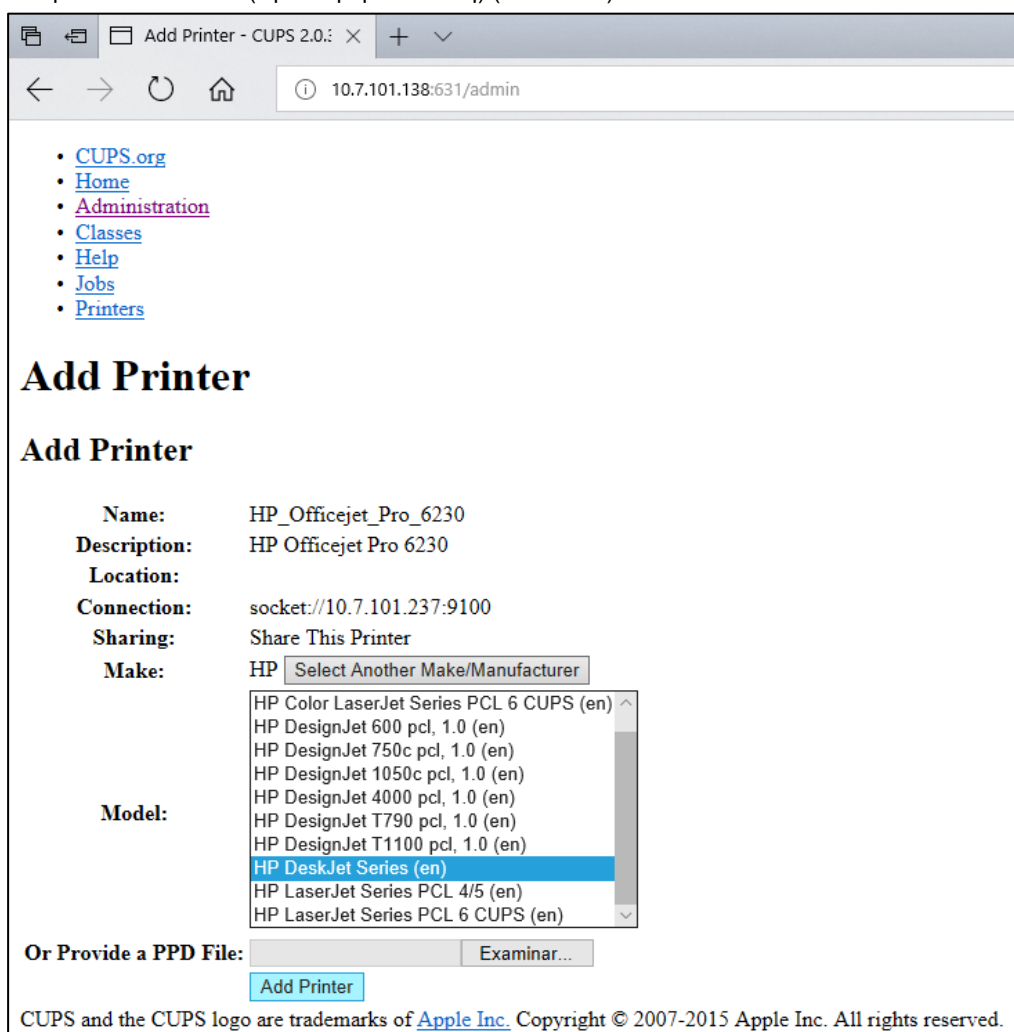 Add Printer - CUPS 2.0.
10.7.101.138:631/admin
• CUPS.org
• Home
• Administration
• Classes
• Help
• Jobs
• Printers
Add Printer
Add Printer
Name: HP_Officejet_Pro_6230
Description: HP Officejet Pro 6230
Location:
Connection: socket://10.7.101.237:9100
Sharing: Share This Printer
Make: HP Select Another Make/Manufacturer
HP Color LaserJet Series PCL 6 CUPS (en)
HP DesignJet 600 pcl, 1.0 (en)
HP DesignJet 750c pcl, 1.0 (en)
HP DesignJet 1050c pcl, 1.0 (en)
HP DesignJet 4000 pcl, 1.0 (en)
Model:
HP DesignJet T790 pcl, 1.0 (en)
HP DesignJet T1100 pcl, 1.0 (en)
HP DeskJet Series (en)
HP LaserJet Series PCL 4/5 (en)
HP LaserJet Series PCL 6 CUPS (en)
Or Provide a PPD File: Examinar...
Add Printer
CUPS and the CUPS logo are trademarks of Apple Inc. Copyright © 2007-2015 Apple Inc. All rights reserved.